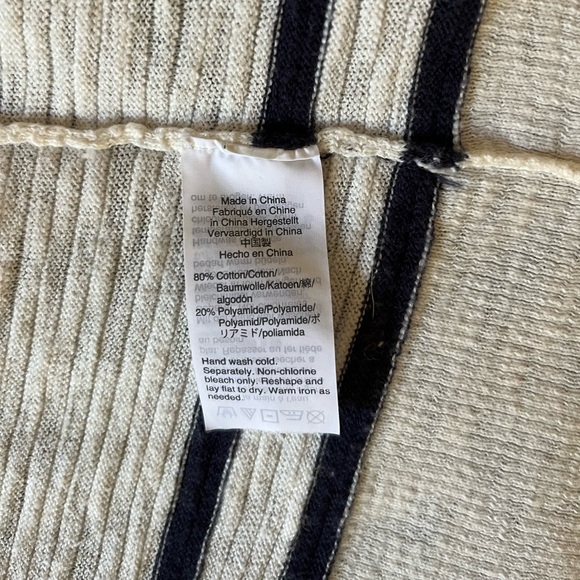 Made in China
Fabriqué en Chine
in China Hergestellt
Vervaardigd in China
中国製
Hecho en China
80% Cotton/Coton/
Baumwolle/Katoen/綿/
algodón
20% Polyamide/Polyamide/
Polyamid/Polyamide/ポ
リアミド/poliamida
Hand wash cold.
Separately. Non-chlorine
bleach only. Reshape and
lay flat to dry. Warm iron as
needed.